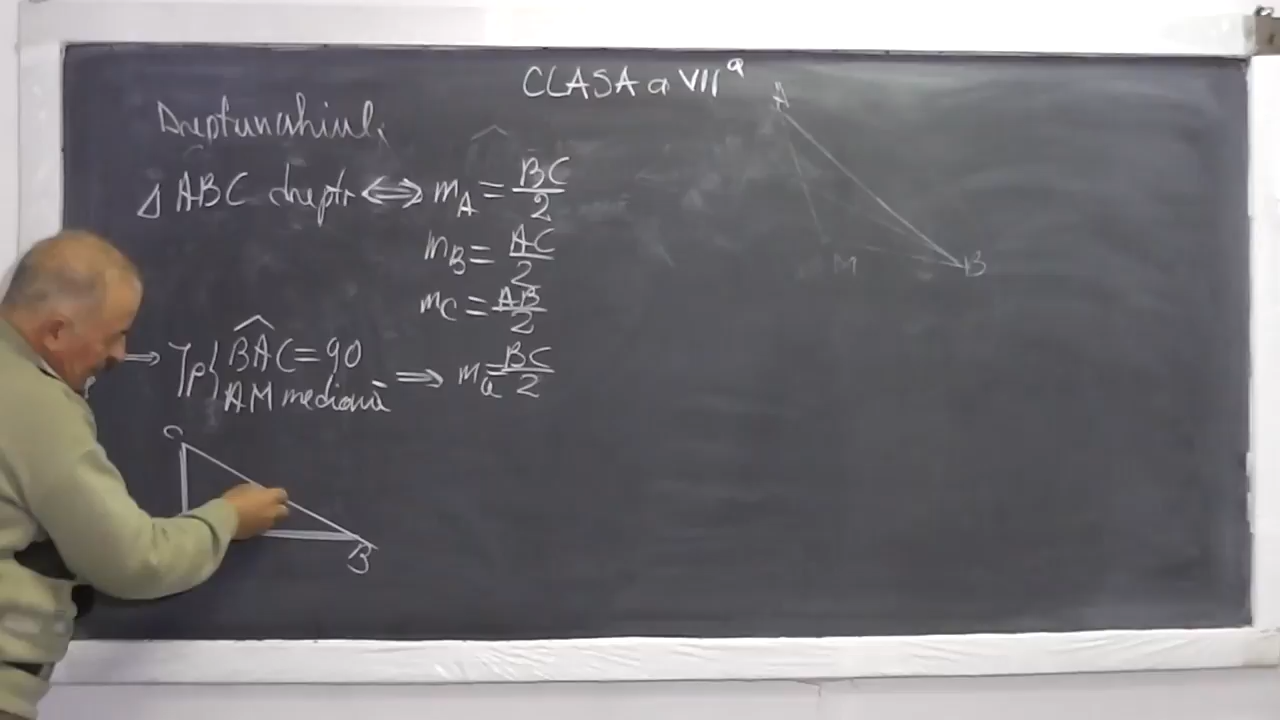 CLASA a VII a
Dreptunghiul.
Δ ABC dreptr ⟺ m_A = BC/2
m_B = AC/2
m_C = AB/2
⇒ Ip { BAC = 90
AM mediană ⇒ m_a = BC/2
C
B
A
M
B